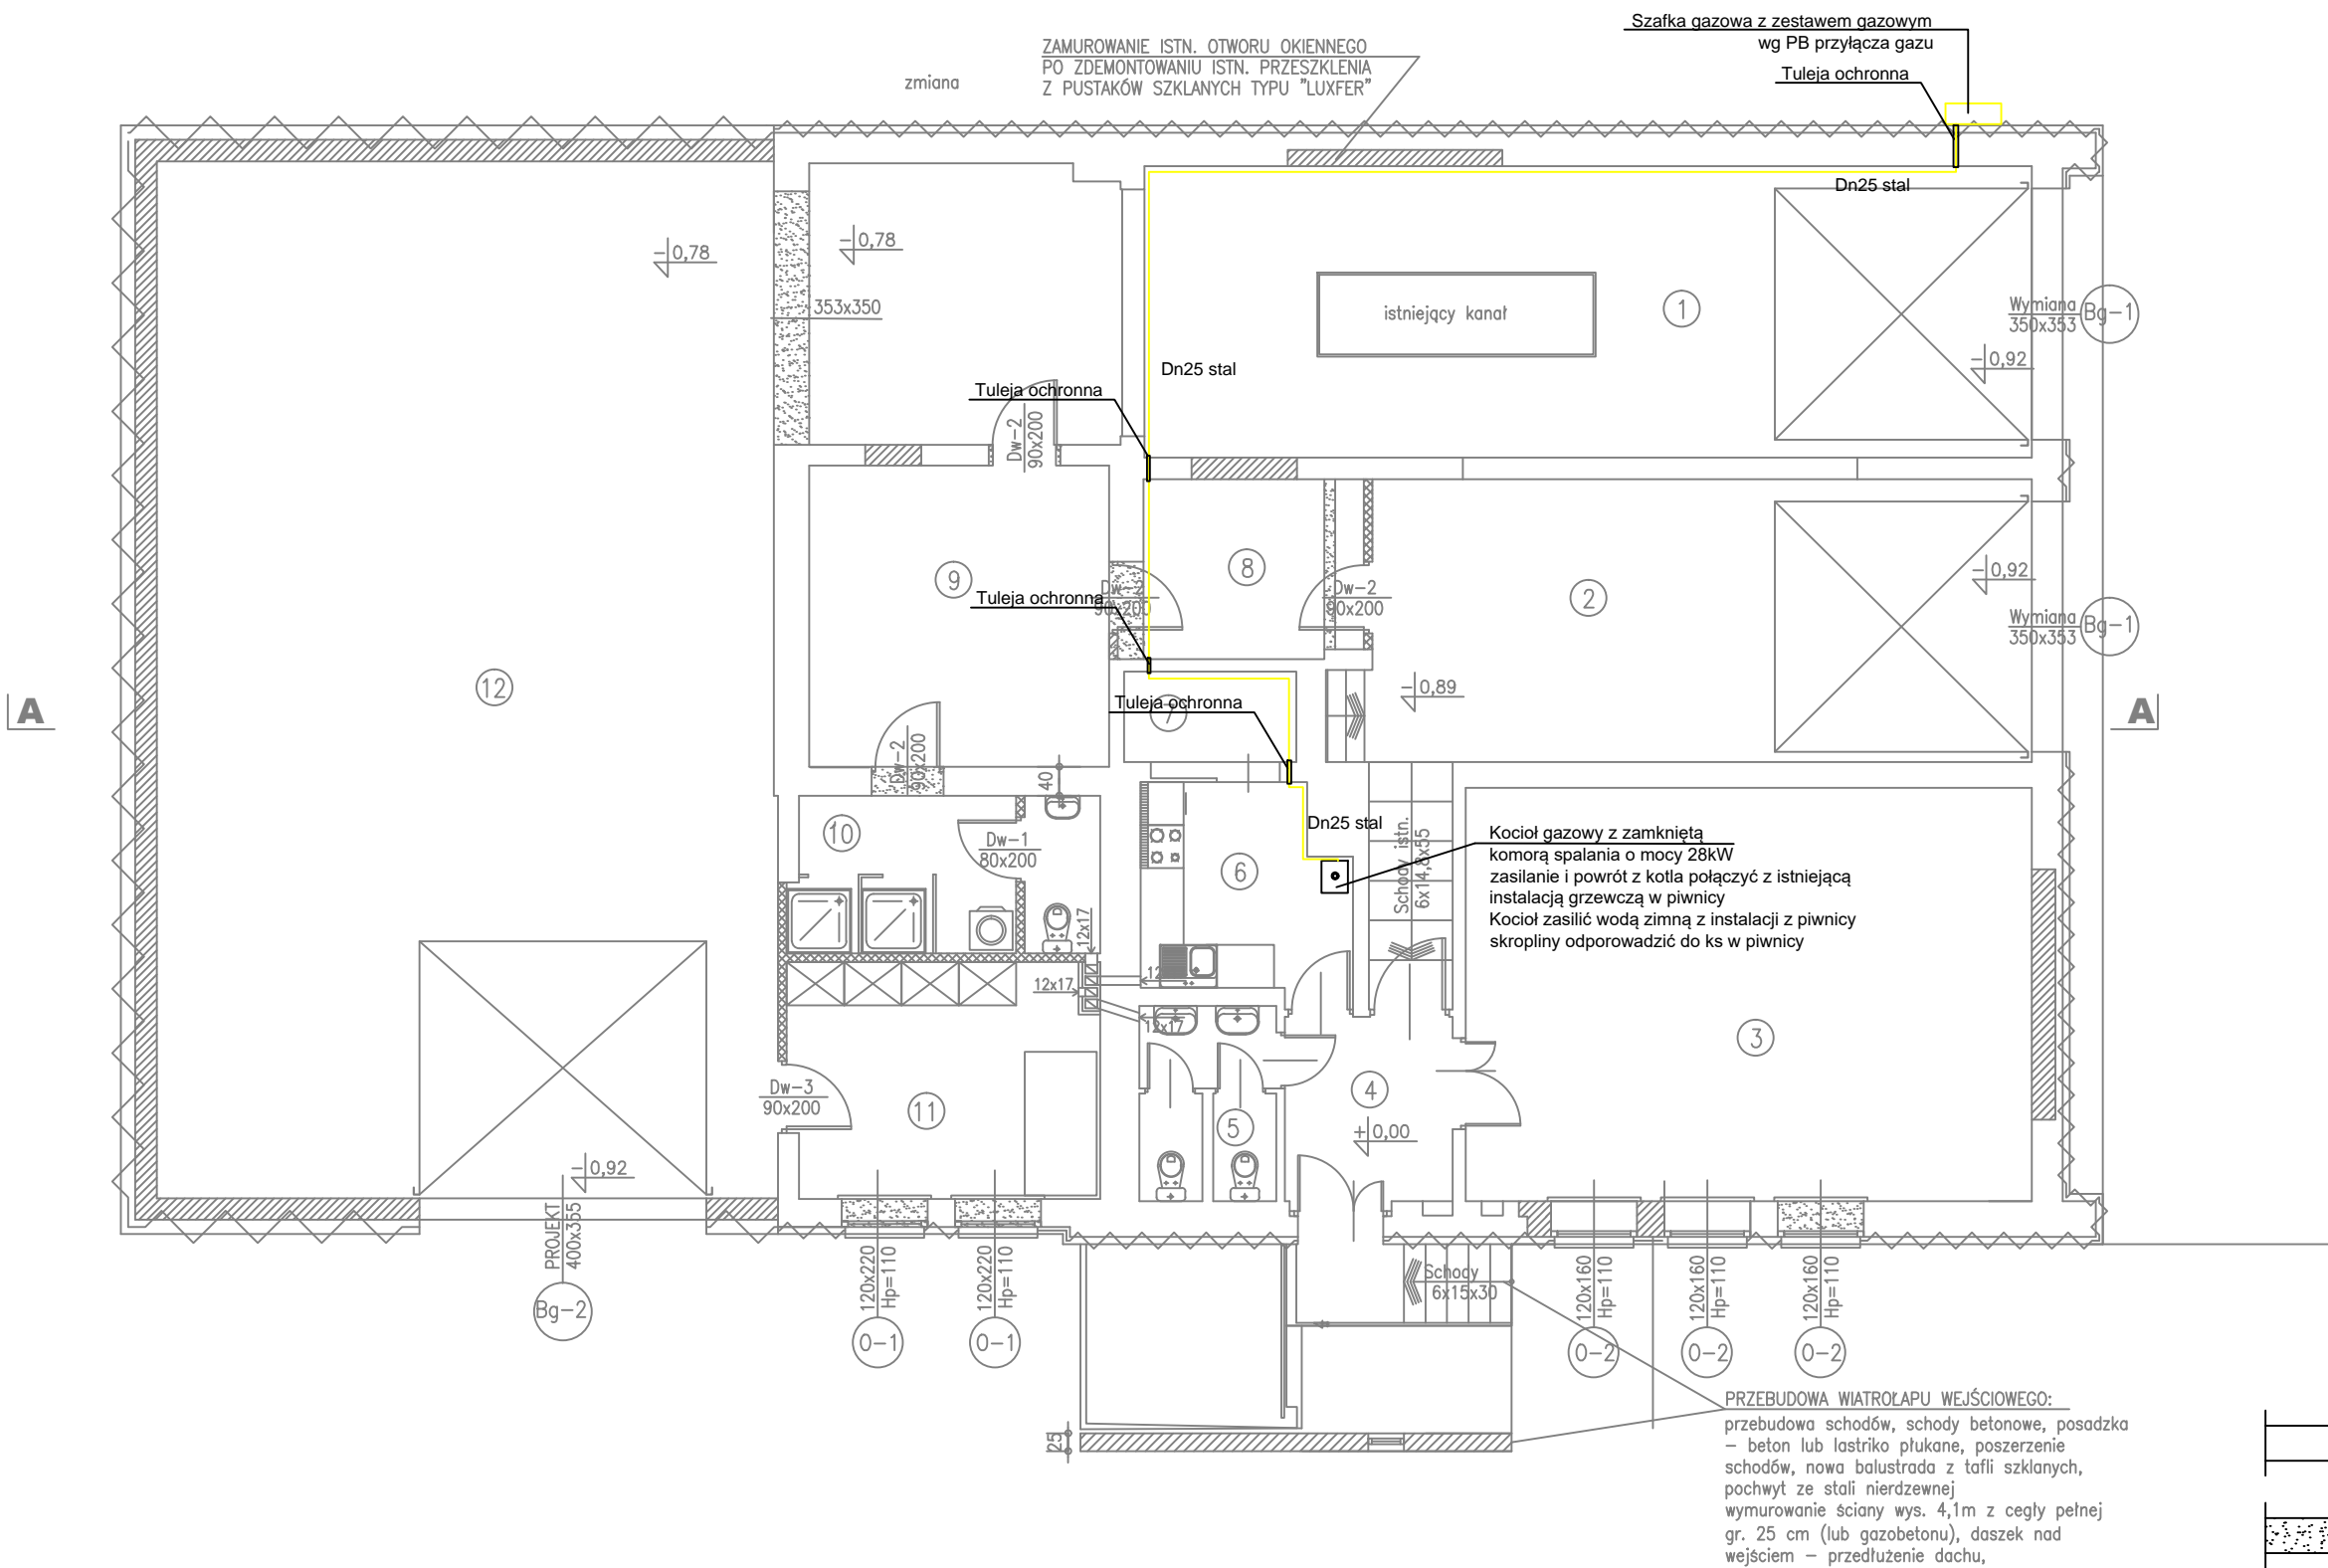 Szafka gazowa z zestawem gazowym
wg PB przyłącza gazu
Tuleja ochronna
ZAMUROWANIE ISTN. OTWORU OKIENNEGO
PO ZDEMONTOWANIU ISTN. PRZESZKLENIA
Z PUSTAKÓW SZKLANYCH TYPU "LUXFER"
zmiana
Dn25 stal
-0,78
-0,78
353x350
istniejący kanał
1
Wymiana
350x353
Bg-1
-0,92
Dn25 stal
Tuleja ochronna
Dw-2
90x200
9
8
Dw-2
90x200
Tuleja ochronna
Dw-2
90x200
2
-0,92
Wymiana
350x353
Bg-1
12
A
-0,89
A
Tuleja ochronna
7
Dw-2
90x200
40
10
Dw-1
80x200
Dn25 stal
6
Schody istn.
6x14,8x55
Kocioł gazowy z zamkniętą
komorą spalania o mocy 28kW
zasilanie i powrót z kotla połączyć z istniejącą
instalacją grzewczą w piwnicy
Kocioł zasilić wodą zimną z instalacji z piwnicy
skropliny odporowadzić do ks w piwnicy
12x17
12x17
12x17
3
4
Dw-3
90x200
11
5
+0,00
-0,92
PROJEKT
400x355
Bg-2
120x220
Hp=110
O-1
120x220
Hp=110
O-1
Schody
6x15x30
120x160
Hp=110
O-2
120x160
Hp=110
O-2
120x160
Hp=110
O-2
25
PRZEBUDOWA WIATROŁAPU WEJŚCIOWEGO:
przebudowa schodów, schody betonowe, posadzka
– beton lub lastriko płukane, poszerzenie
schodów, nowa balustrada z tafli szklanych,
pochwyt ze stali nierdzewnej
wymurowanie ściany wys. 4,1m z cegły pełnej
gr. 25 cm (lub gazobetonu), daszek nad
wejściem – przedłużenie dachu,